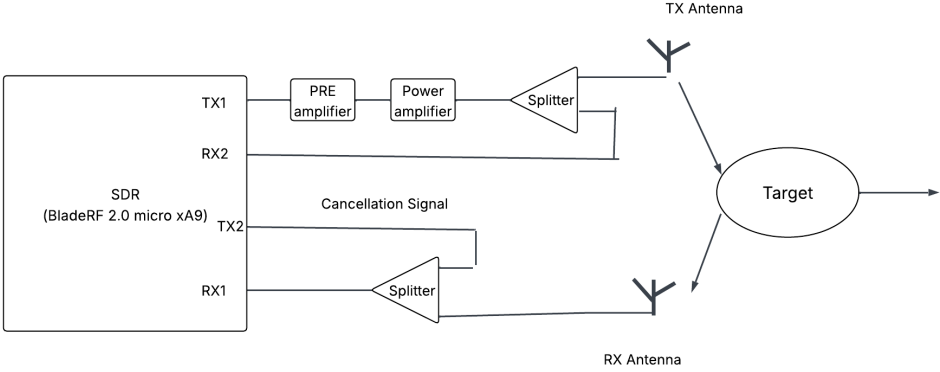 TX Antenna
TX1
PRE
amplifier
Power
amplifier
Splitter
RX2
SDR
(BladeRF 2.0 micro xA9)
Target
Cancellation Signal
TX2
RX1
Splitter
RX Antenna